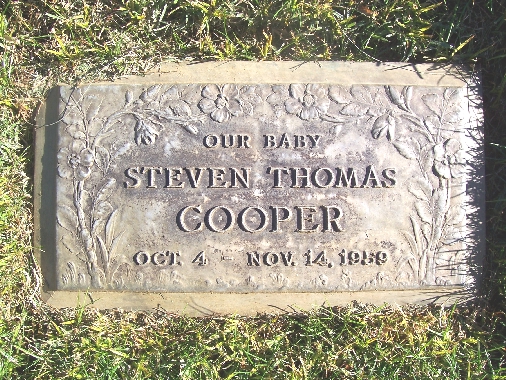 OUR BABY
STEVEN THOMAS
COOPER
OCT. 4 - NOV. 14, 1959